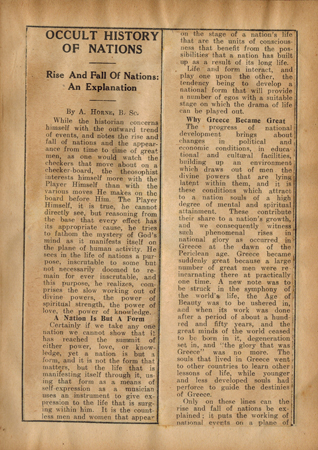 OCCULT HISTORY
OF NATIONS
Rise And Fall Of Nations:
An Explanation
By A. Horne, B. Sc.
While the historian concerns
himself with the outward trend
of events, and notes the rise and
fall of nations and the appear-
ance from time to time of great
men, as one would watch the
checkers that move about on a
checker-board, the theosophist
interests himself more with the
Player Himself than with the
various moves He makes on the
board before Him. The Player
Himself, it is true, he cannot
directly see, but reasoning from
the base that every effect has
its appropriate cause, he tries
to fathom the mystery of God's
mind as it manifests itself on
the plane of human activity. He
sees in the life of nations a pur-
pose, inscrutable to some but
not necessarily doomed to re-
main for ever inscrutable, and
this purpose, he realizes, com-
prises the slow working out of
divine powers, the power of
spiritual strength, the power of
love, the power of knowledge.
A Nation Is But A Form
Certainly if we take any one
nation we cannot show that it
has reached the summit of
either power, love, or know-
ledge, yet a nation is but a
form, and it is not the form that
matters, but the life that is
manifesting itself through it, us-
ing that form as a means of
self-expression as a musician
uses an instrument to give ex-
pression to the life that is surg-
ing within him. It is the count-
less men and women that appear
on the stage of a nation's life
that are the units of conscious-
ness that benefit from the pos-
sibilities that a nation has built
up as a result of its long life.
Life and form interact, and
play one upon the other, the
tendency being to develop a
national form that will provide
a number of egos with a suitable
stage on which the drama of life
can be played out.
Why Greece Became Great
The progress of national
development brings about
changes in political and
economic conditions, in educa-
tional and cultural facilities,
building up an environment
which draws out of men the
divine powers that are lying
latent within them, and it is
these conditions which attract
to a nation souls of a high
degree of mental and spiritual
attainment. These contribute
their share to a nation's growth,
and we consequently witness
such phenomenal rises in
national glory as occurred in
Greece at the dawn of the
Periclean age. Greece became
suddenly great because a large
number of great men were re-
incarnating there at practically
one time. A new note was to
be struck in the symphony of
the world's life, the Age of
Beauty was to be ushered in,
and when its work was done
after a period of about a hund-
red and fifty years, and the
great minds of the world ceased
to be born in it, degeneration
set in, and "the glory that was
Greece" was no more. The
souls that lived in Greece went
to other countries to learn other
lessons of life, while younger
and less developed souls had
perforce to guide the destinies
of Greece.
Only on these lines can the
rise and fall of nations be ex-
plained; it puts the working of
national events on a plane of